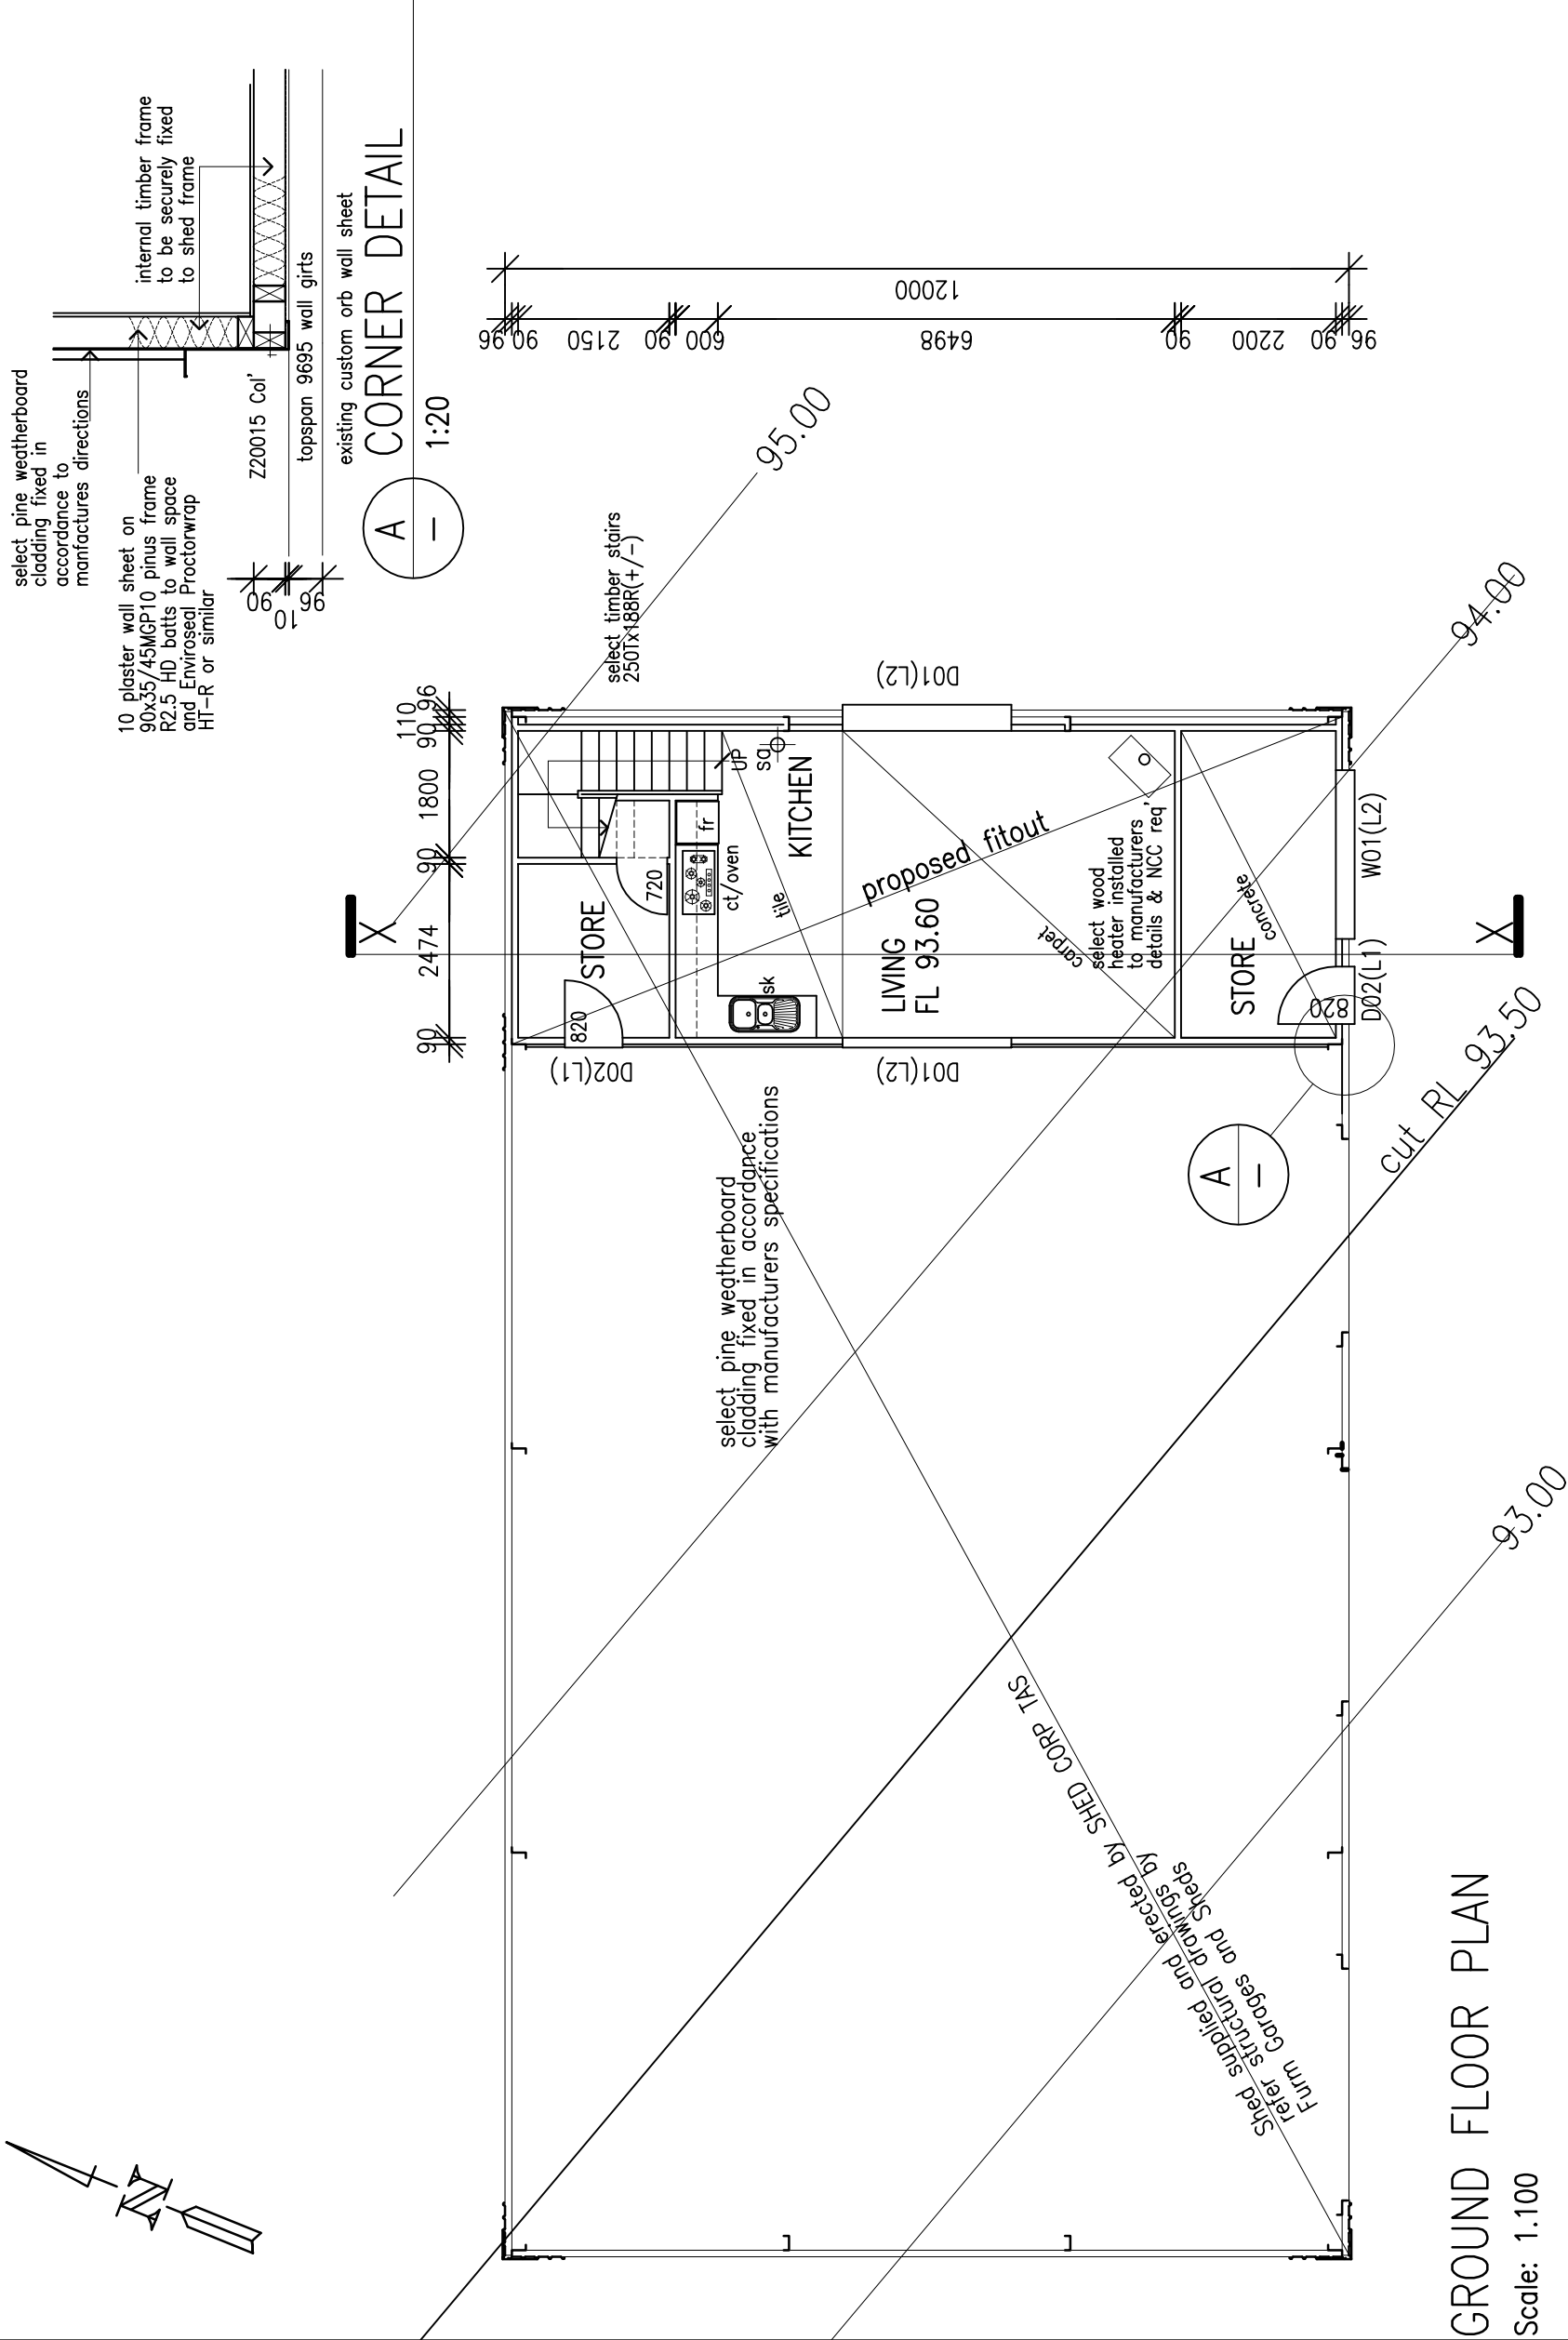 select pine weatherboard
cladding fixed in
accordance to
manfactures directions
10 plaster wall sheet on
90x35/45MGP10 pinus frame
R2.5 HD batts to wall space
and Enviroseal Proctorwrap
HT-R or similar
internal timber frame
to be securely fixed
to shed frame
Z20015 Col'
topspan 9695 wall girts
existing custom orb wall sheet
90
10
96
A
-
CORNER DETAIL
1:20
12000
96
90
2150
90
600
6498
90
2200
90
96
95.00
94.00
select timber stairs
250Tx188R(+/-)
90
2474
90
1800
90
110
96
X
STORE
820
720
D02(L1)
UP
sa
fr
ct/oven
KITCHEN
sk
tile
D01(L2)
D01(L2)
LIVING
FL 93.60
proposed fitout
carpet
select wood
heater installed
to manufacturers
details & NCC req'
STORE
concrete
820
D02(L1)
W01(L2)
X
select pine weatherboard
cladding fixed in accordance
with manufacturers specifications
A
-
cut RL 93.50
93.00
Shed supplied and erected by SHED CORP TAS
refer structural drawings by
Furm Garages and Sheds
N
GROUND FLOOR PLAN
Scale: 1.100